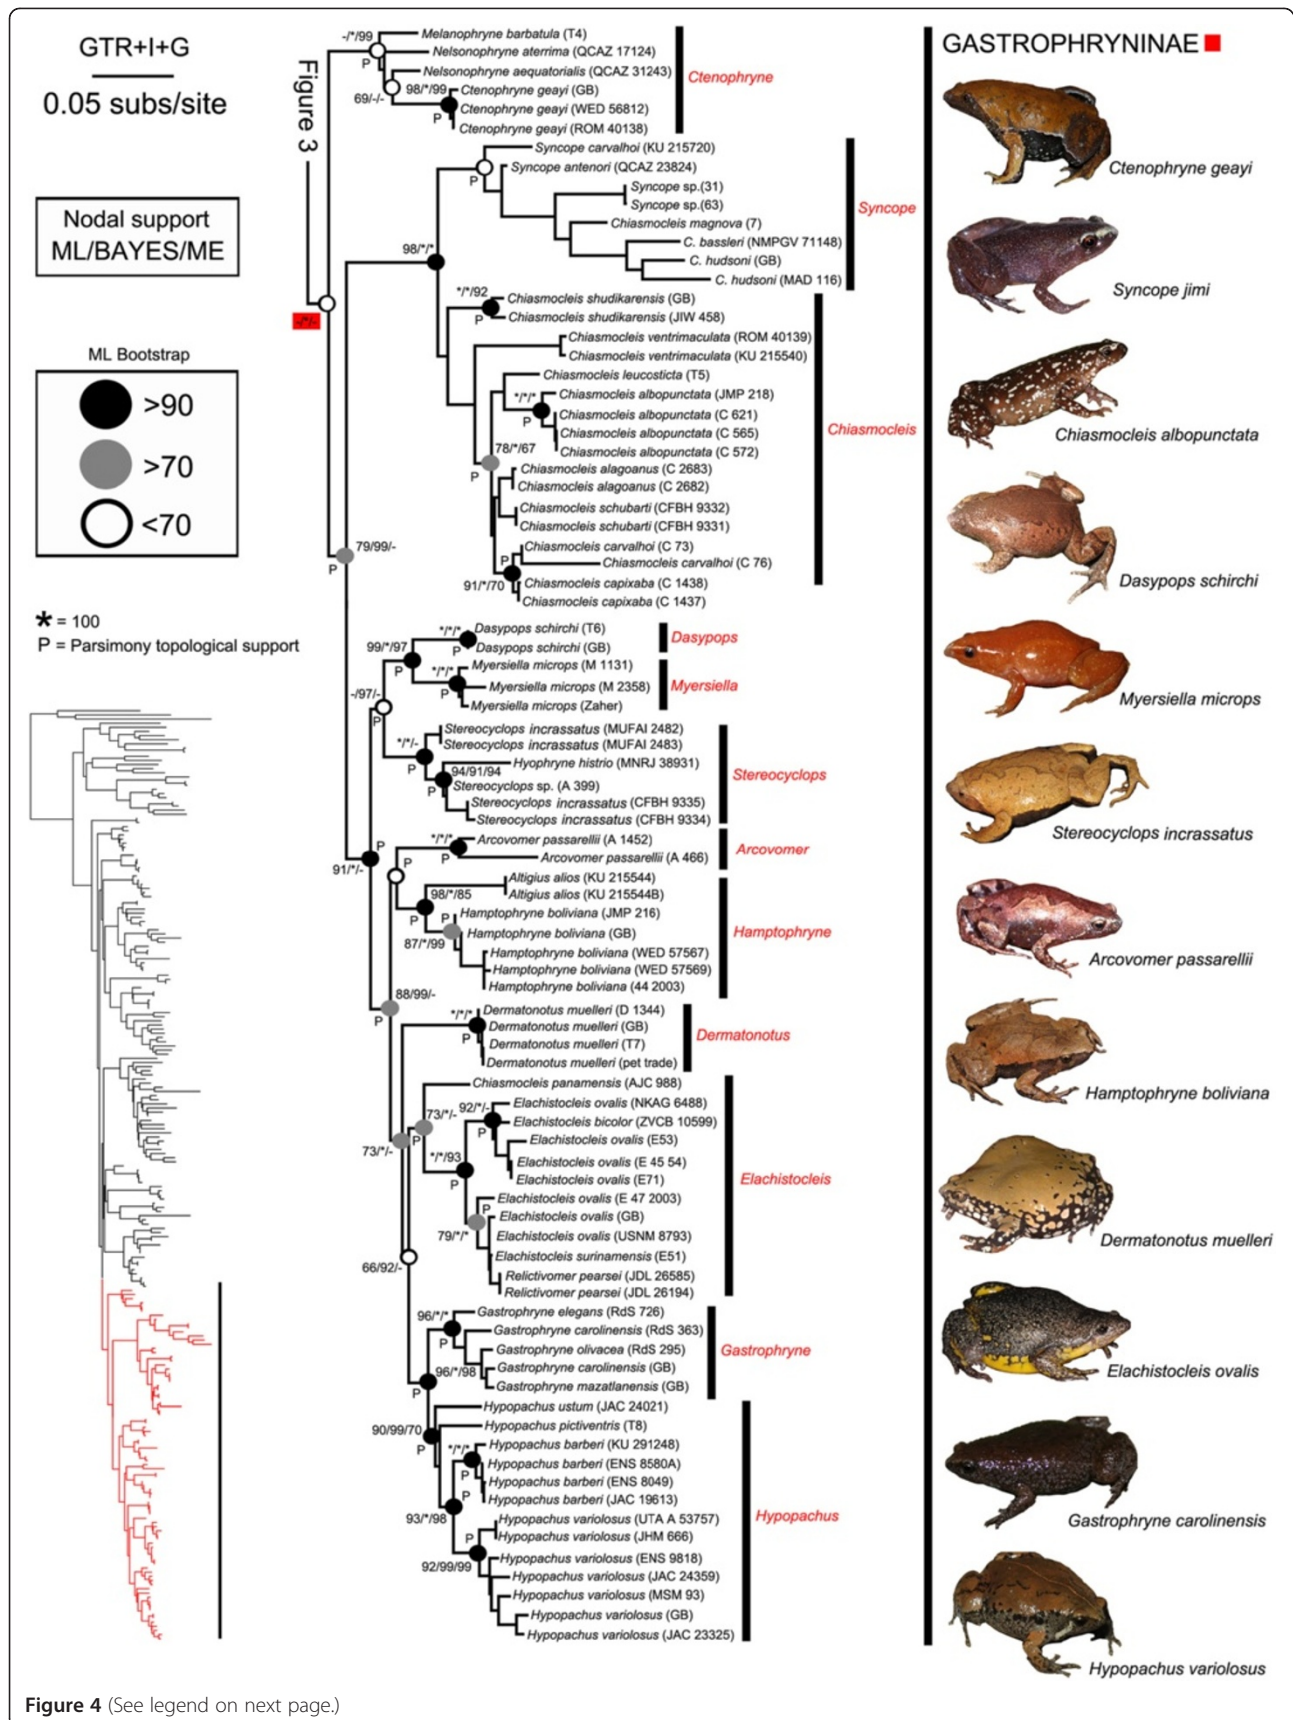 GTR+I+G
0.05 subs/site
Nodal support
ML/BAYES/ME
ML Bootstrap
>90
>70
<70
* = 100
P = Parsimony topological support
Figure 3
-/*/-
-/*/99
P
Melanophryne barbatula (T4)
Nelsonophryne aterrima (QCAZ 17124)
Nelsonophryne aequatorialis (QCAZ 31243)
69/-/-
98/*/99
P
Ctenophryne geayi (GB)
Ctenophryne geayi (WED 56812)
Ctenophryne geayi (ROM 40138)
Ctenophryne
98/*/*
P
Syncope carvalhoi (KU 215720)
Syncope antenori (QCAZ 23824)
Syncope sp.(31)
Syncope sp.(63)
Chiasmocleis magnova (7)
C. bassleri (NMPGV 71148)
C. hudsoni (GB)
C. hudsoni (MAD 116)
Syncope
*/*/92
P
Chiasmocleis shudikarensis (GB)
Chiasmocleis shudikarensis (JIW 458)
Chiasmocleis ventrimaculata (ROM 40139)
Chiasmocleis ventrimaculata (KU 215540)
Chiasmocleis leucosticta (T5)
*/*/*
P
Chiasmocleis albopunctata (JMP 218)
Chiasmocleis albopunctata (C 621)
Chiasmocleis albopunctata (C 565)
Chiasmocleis albopunctata (C 572)
78/*/67
P
Chiasmocleis alagoanus (C 2683)
Chiasmocleis alagoanus (C 2682)
Chiasmocleis schubarti (CFBH 9332)
Chiasmocleis schubarti (CFBH 9331)
P
91/*/70
Chiasmocleis carvalhoi (C 73)
Chiasmocleis carvalhoi (C 76)
Chiasmocleis capixaba (C 1438)
Chiasmocleis capixaba (C 1437)
Chiasmocleis
79/99/-
P
99/*/97
P
*/*/*
P
Dasypops schirchi (T6)
Dasypops schirchi (GB)
Dasypops
*/*/*
P
Myersiella microps (M 1131)
Myersiella microps (M 2358)
Myersiella microps (Zaher)
Myersiella
-/97/-
P
*/*/-
P
Stereocyclops incrassatus (MUFAI 2482)
Stereocyclops incrassatus (MUFAI 2483)
Hyophryne histrio (MNRJ 38931)
94/91/94
P
Stereocyclops sp. (A 399)
Stereocyclops incrassatus (CFBH 9335)
Stereocyclops incrassatus (CFBH 9334)
Stereocyclops
P
91/*/-
P
*/*/*
P
Arcovomer passarellii (A 1452)
Arcovomer passarellii (A 466)
Arcovomer
98/*/85
Altigius alios (KU 215544)
Altigius alios (KU 215544B)
P
87/*/99
Hamptophryne boliviana (JMP 216)
Hamptophryne boliviana (GB)
Hamptophryne boliviana (WED 57567)
Hamptophryne boliviana (WED 57569)
Hamptophryne boliviana (44 2003)
Hamptophryne
88/99/-
P
*/*/*
P
Dermatonotus muelleri (D 1344)
Dermatonotus muelleri (GB)
Dermatonotus muelleri (T7)
Dermatonotus muelleri (pet trade)
Dermatonotus
73/*/-
73/*/-
P
Chiasmocleis panamensis (AJC 988)
92/*/-
P
Elachistocleis ovalis (NKAG 6488)
Elachistocleis bicolor (ZVCB 10599)
Elachistocleis ovalis (E53)
Elachistocleis ovalis (E 45 54)
Elachistocleis ovalis (E71)
*/*/93
P
Elachistocleis ovalis (E 47 2003)
P
79/*/*
Elachistocleis ovalis (GB)
Elachistocleis ovalis (USNM 8793)
Elachistocleis surinamensis (E51)
Relictivomer pearsei (JDL 26585)
Relictivomer pearsei (JDL 26194)
Elachistocleis
66/92/-
96/*/*
P
Gastrophryne elegans (RdS 726)
Gastrophryne carolinensis (RdS 363)
Gastrophryne olivacea (RdS 295)
Gastrophryne carolinensis (GB)
Gastrophryne mazatlanensis (GB)
Gastrophryne
96/*/98
P
Hypopachus ustum (JAC 24021)
90/99/70
P
Hypopachus pictiventris (T8)
*/*/*
P
Hypopachus barberi (KU 291248)
Hypopachus barberi (ENS 8580A)
Hypopachus barberi (ENS 8049)
Hypopachus barberi (JAC 19613)
93/*/98
P
P
92/99/99
Hypopachus variolosus (UTA A 53757)
Hypopachus variolosus (JHM 666)
Hypopachus variolosus (ENS 9818)
Hypopachus variolosus (JAC 24359)
Hypopachus variolosus (MSM 93)
Hypopachus variolosus (GB)
Hypopachus variolosus (JAC 23325)
Hypopachus
GASTROPHRYNINAE
Ctenophryne geayi
Syncope jimi
Chiasmocleis albopunctata
Dasypops schirchi
Myersiella microps
Stereocyclops incrassatus
Arcovomer passarellii
Hamptophryne boliviana
Dermatonotus muelleri
Elachistocleis ovalis
Gastrophryne carolinensis
Hypopachus variolosus
Figure 4 (See legend on next page.)